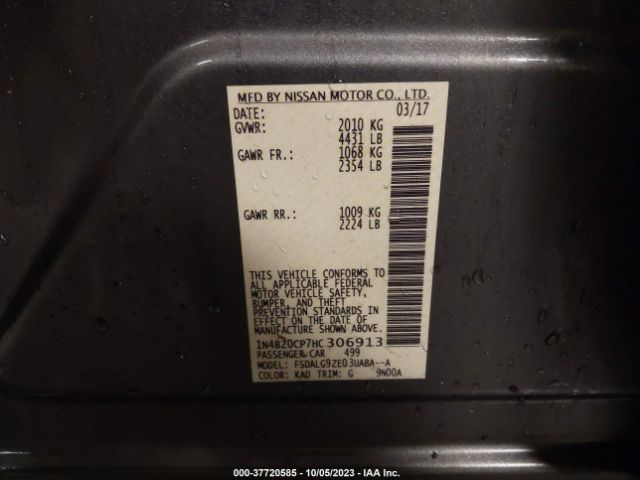 MFD BY NISSAN MOTOR CO., LTD.
DATE: 03/17
GVWR: 2010 KG
4431 LB
GAWR FR.: 1068 KG
2354 LB
GAWR RR.: 1009 KG
2224 LB
THIS VEHICLE CONFORMS TO
ALL APPLICABLE FEDERAL
MOTOR VEHICLE SAFETY,
BUMPER, AND THEFT
PREVENTION STANDARDS
IN EFFECT ON THE DATE OF
MANUFACTURE SHOWN ABOVE.
1N4BZ0CP7HC306913
PASSENGER CAR 499
MODEL: FSDALG9ZE03UABA--A
COLOR: KAD TRIM: G 9N00A
000-37720585 - 10/05/2023 - IAA Inc.